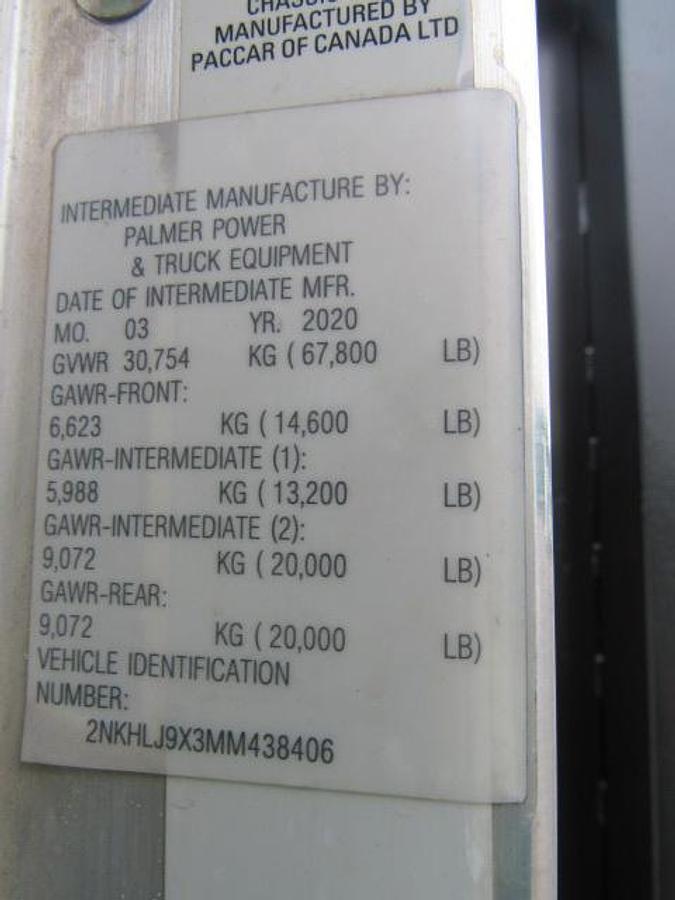 CHASSIS
MANUFACTURED BY
PACCAR OF CANADA LTD
INTERMEDIATE MANUFACTURE BY:
PALMER POWER
& TRUCK EQUIPMENT
DATE OF INTERMEDIATE MFR.
MO. 03 YR. 2020
GVWR 30,754 KG ( 67,800 LB)
GAWR-FRONT:
6,623 KG ( 14,600 LB)
GAWR-INTERMEDIATE (1):
5,988 KG ( 13,200 LB)
GAWR-INTERMEDIATE (2):
9,072 KG ( 20,000 LB)
GAWR-REAR:
9,072 KG ( 20,000 LB)
VEHICLE IDENTIFICATION
NUMBER:
2NKHLJ9X3MM438406